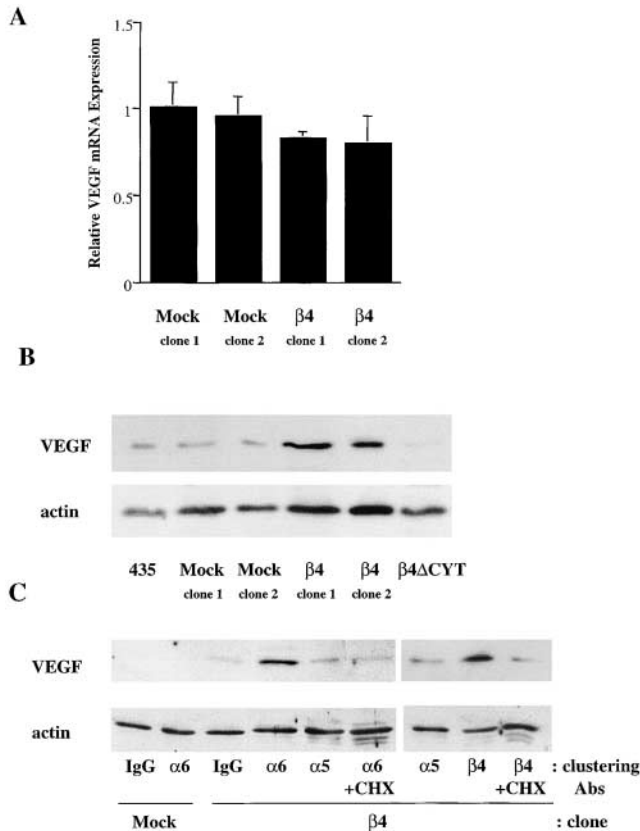 A
Relative VEGF mRNA Expression
1.5
1
0.5
0
Mock Mock β4 β4
clone 1 clone 2 clone 1 clone 2
B
VEGF
actin
435 Mock Mock β4 β4 β4ΔCYT
clone 1 clone 2 clone 1 clone 2
C
VEGF
actin
IgG α6 IgG α6 α5 α6 α5 β4 β4 : clustering
+CHX +CHX Abs
Mock β4 : clone